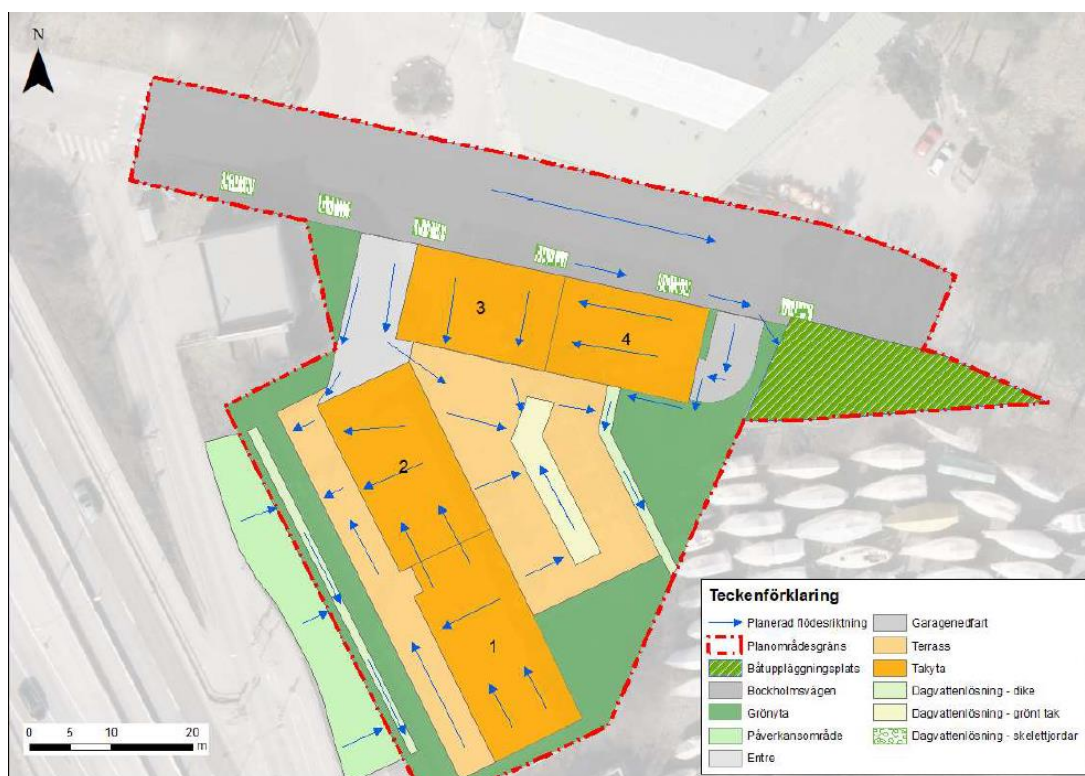 N
3
4
2
1
0 5 10 20
m
Teckenförklaring
Planerad flödesriktning
Planområdesgräns
Båtuppläggningsplats
Bockholmsvägen
Grönyta
Påverkansområde
Entre
Garagenedfart
Terrass
Takyta
Dagvattenlösning - dike
Dagvattenlösning - grönt tak
Dagvattenlösning - skelettjordar